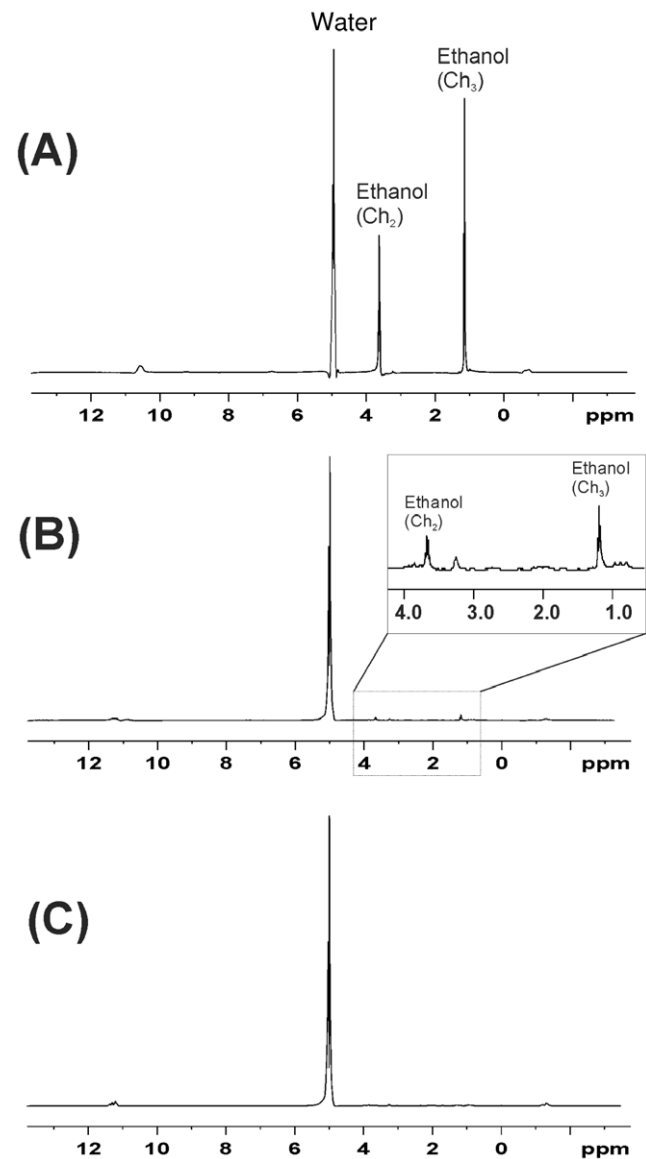 Water
Ethanol
(Ch₃)
(A)
Ethanol
(Ch₂)
12 10 8 6 4 2 0 ppm
Ethanol
(Ch₃)
Ethanol
(Ch₂)
(B)
4.0 3.0 2.0 1.0
12 10 8 6 4 2 0 ppm
(C)
12 10 8 6 4 2 0 ppm